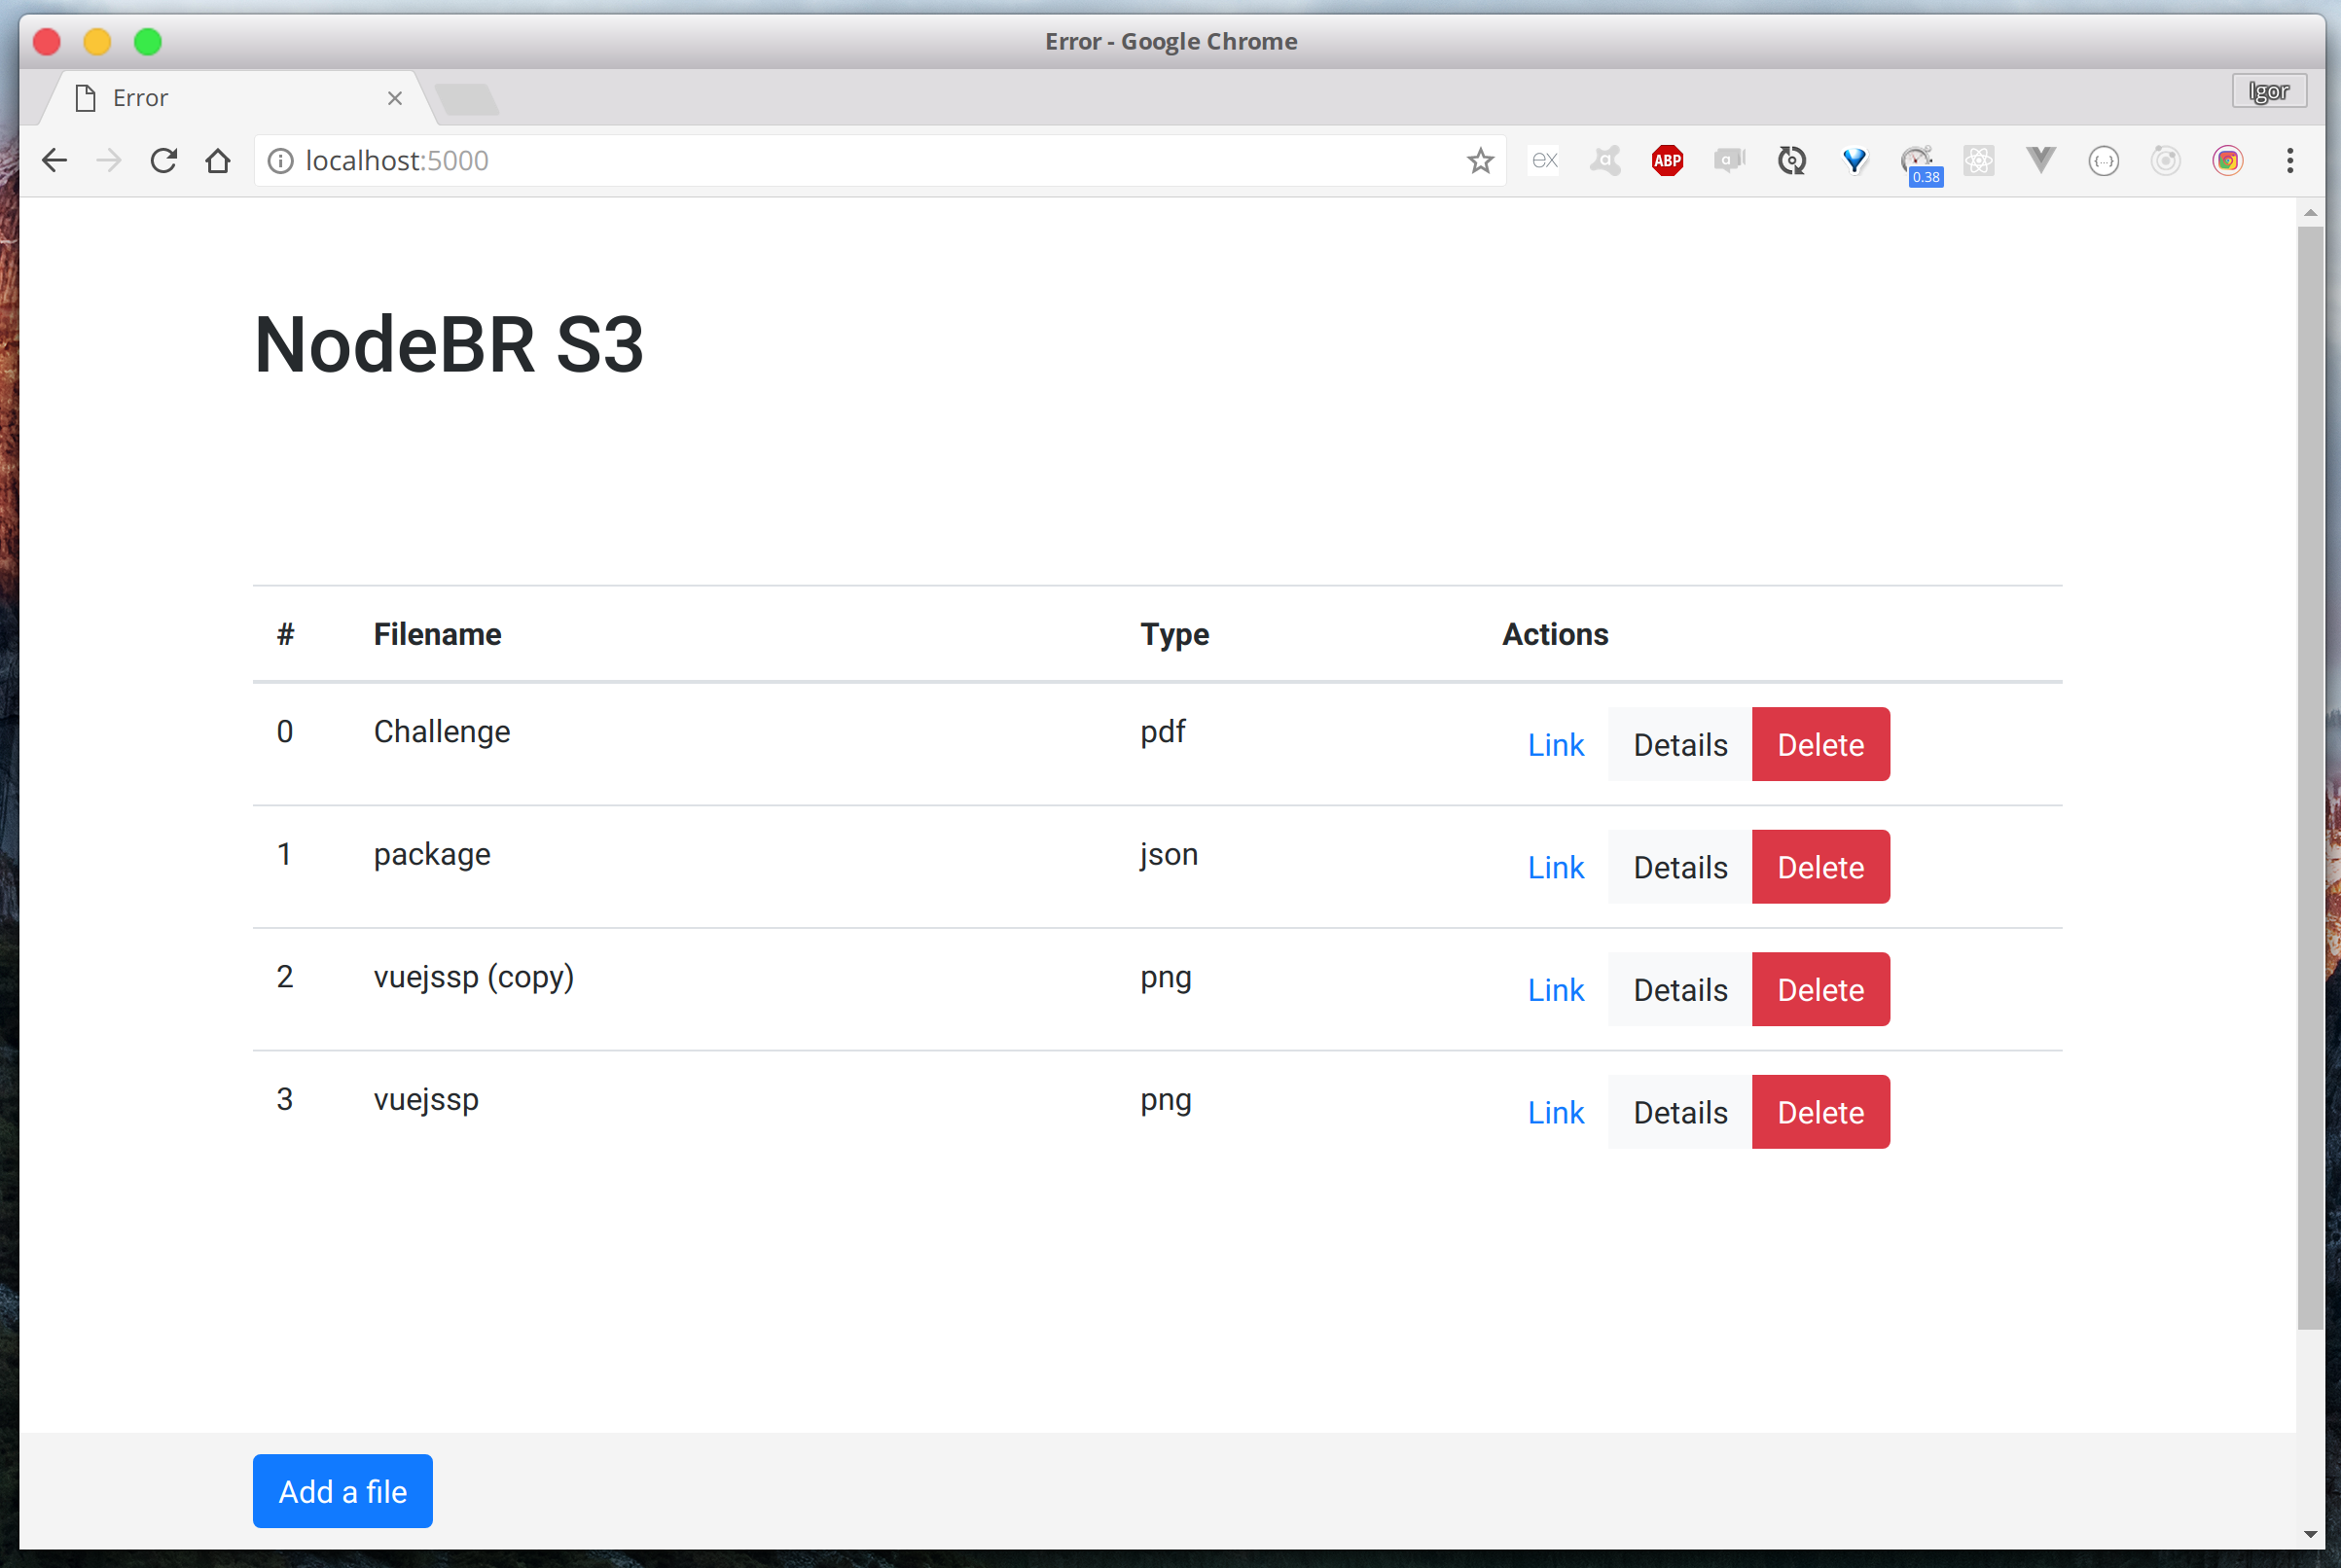 Error - Google Chrome
Error
Igor
localhost:5000
ex
a
ABP
a
0.38
{...}
NodeBR S3
# Filename Type Actions
0 Challenge pdf Link Details Delete
1 package json Link Details Delete
2 vuejssp (copy) png Link Details Delete
3 vuejssp png Link Details Delete
Add a file